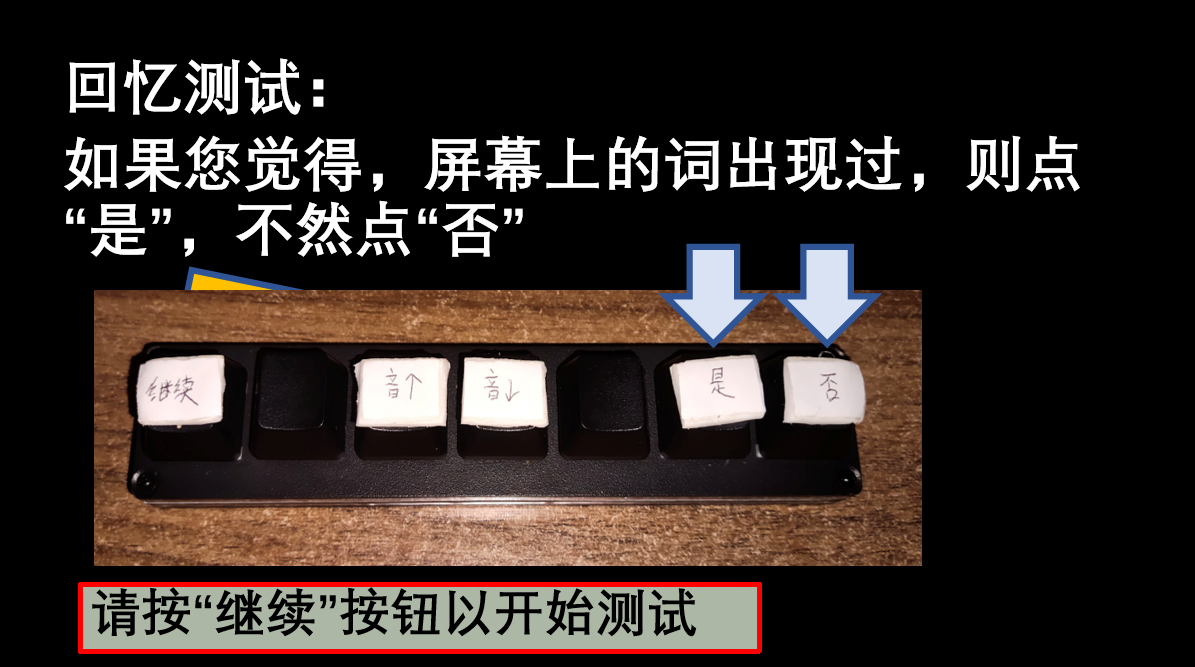 回忆测试：
如果您觉得，屏幕上的词出现过，则点
“是”，不然点“否”
继续 音↑ 音↓ 是 否
请按“继续”按钮以开始测试